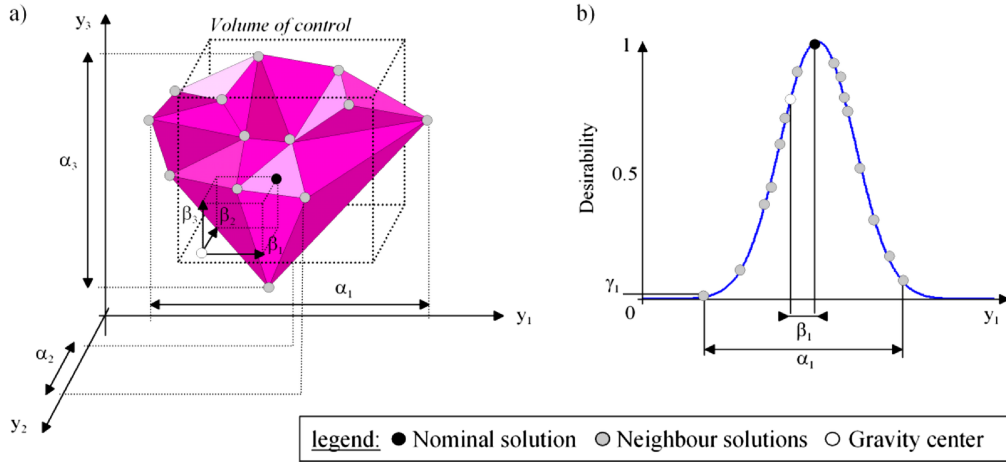 a)
y₃
Volume of control
α₃
β₃
β₂
β₁
α₁
y₁
α₂
y₂
b)
1
Desirability
0.5
γ₁
0
y₁
β₁
α₁
legend: Nominal solution Neighbour solutions Gravity center